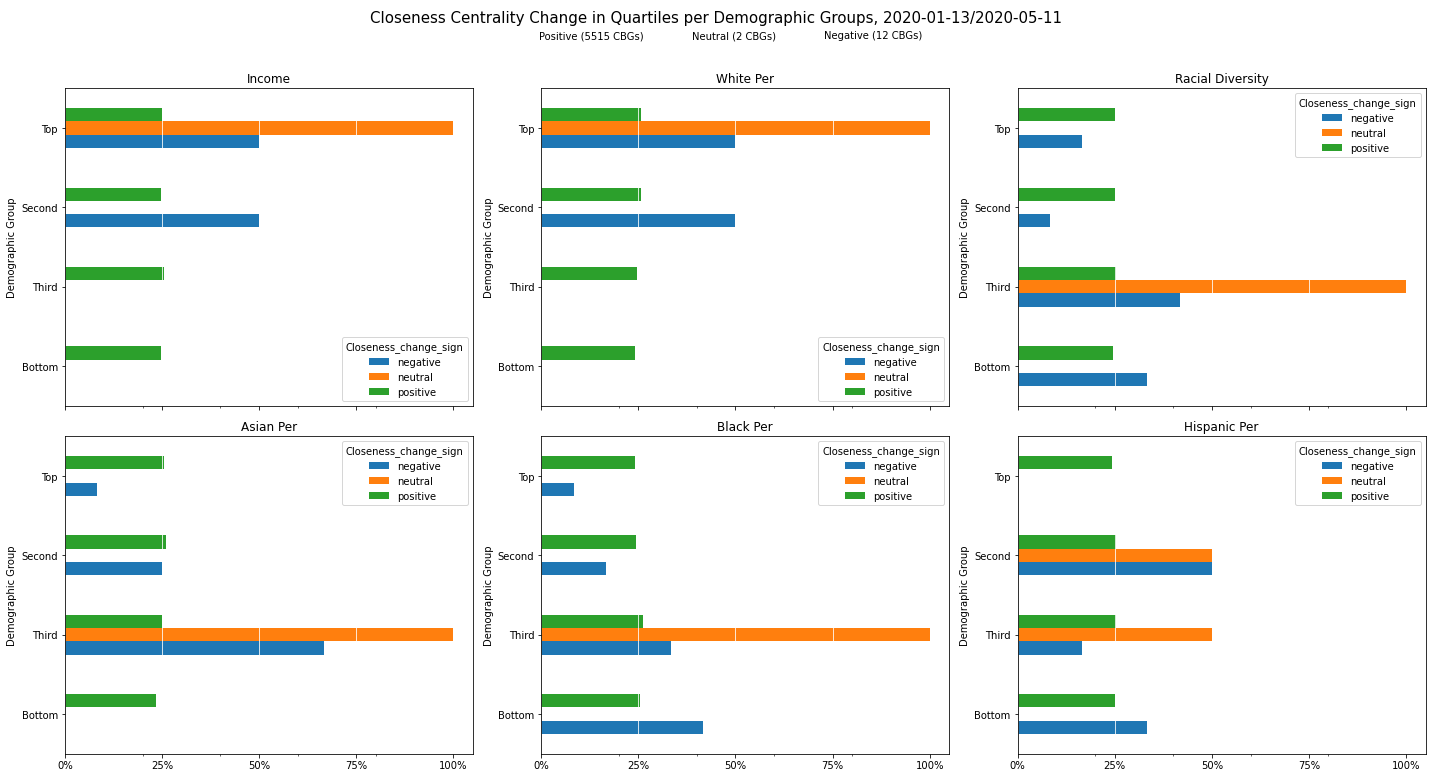 Closeness Centrality Change in Quartiles per Demographic Groups, 2020-01-13/2020-05-11
Positive (5515 CBGs) Neutral (2 CBGs) Negative (12 CBGs)
Income
Demographic Group
Top
Second
Third
Bottom
Closeness_change_sign
negative
neutral
positive
White Per
Demographic Group
Top
Second
Third
Bottom
Closeness_change_sign
negative
neutral
positive
Racial Diversity
Demographic Group
Top
Second
Third
Bottom
Closeness_change_sign
negative
neutral
positive
Asian Per
Demographic Group
Top
Second
Third
Bottom
Closeness_change_sign
negative
neutral
positive
0% 25% 50% 75% 100%
Black Per
Demographic Group
Top
Second
Third
Bottom
Closeness_change_sign
negative
neutral
positive
0% 25% 50% 75% 100%
Hispanic Per
Demographic Group
Top
Second
Third
Bottom
Closeness_change_sign
negative
neutral
positive
0% 25% 50% 75% 100%